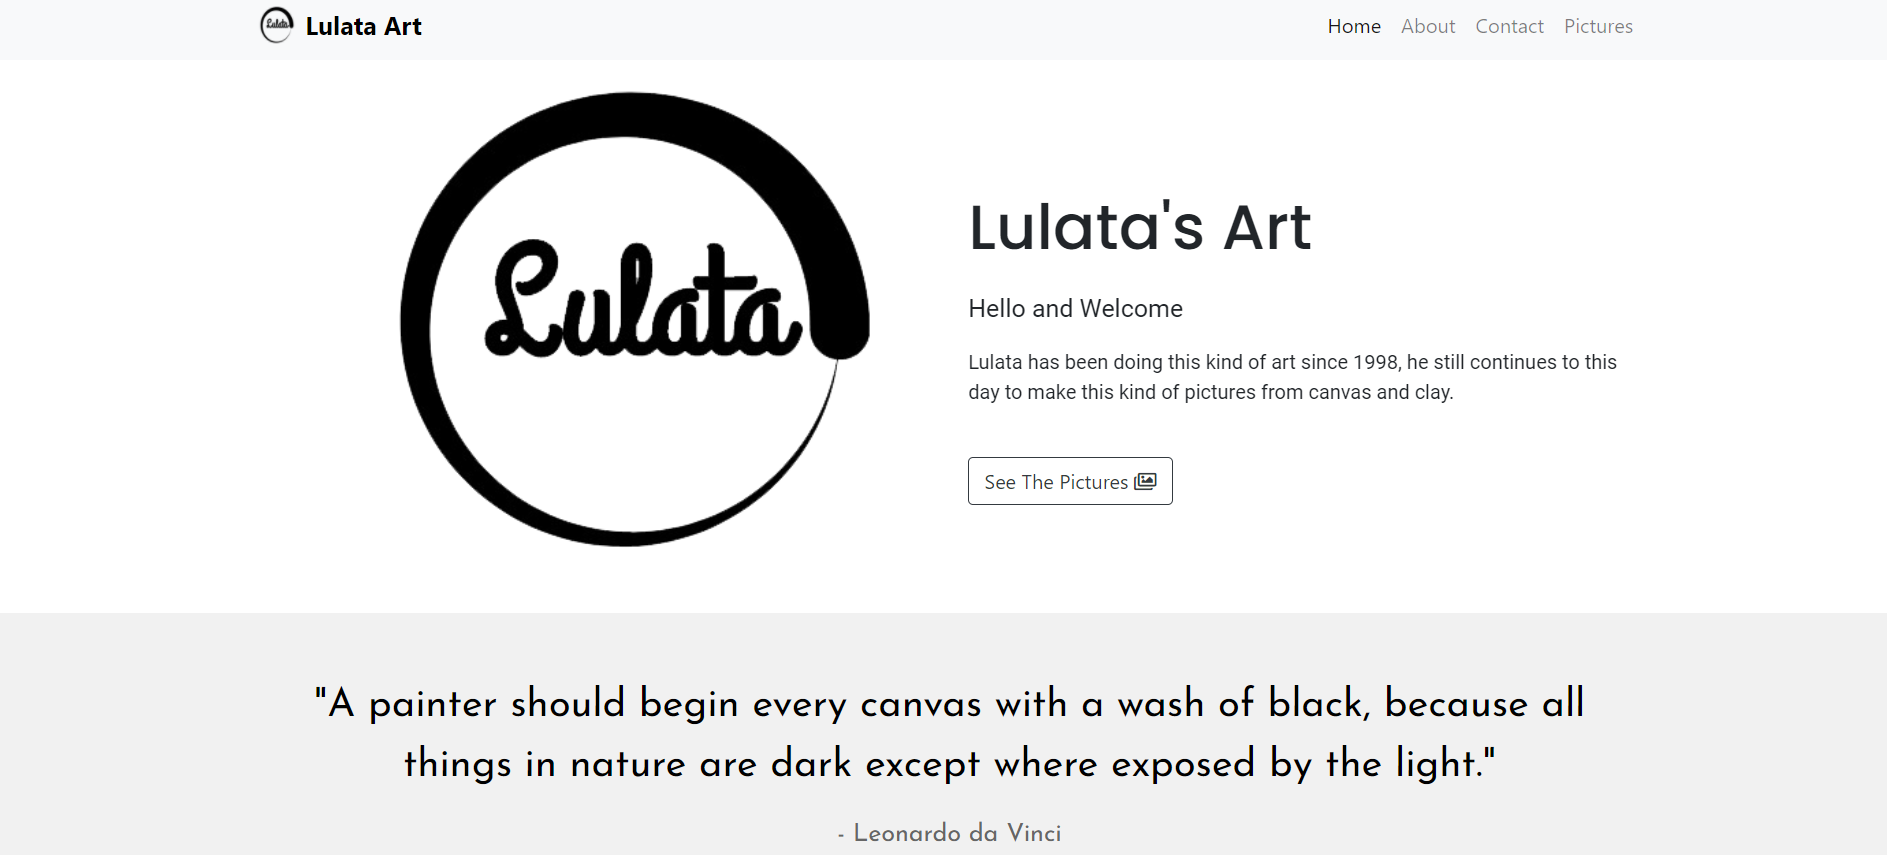 Lulata
Lulata Art
Home About Contact Pictures
Lulata
Lulata's Art
Hello and Welcome
Lulata has been doing this kind of art since 1998, he still continues to this
day to make this kind of pictures from canvas and clay.
See The Pictures
"A painter should begin every canvas with a wash of black, because all
things in nature are dark except where exposed by the light."
- Leonardo da Vinci